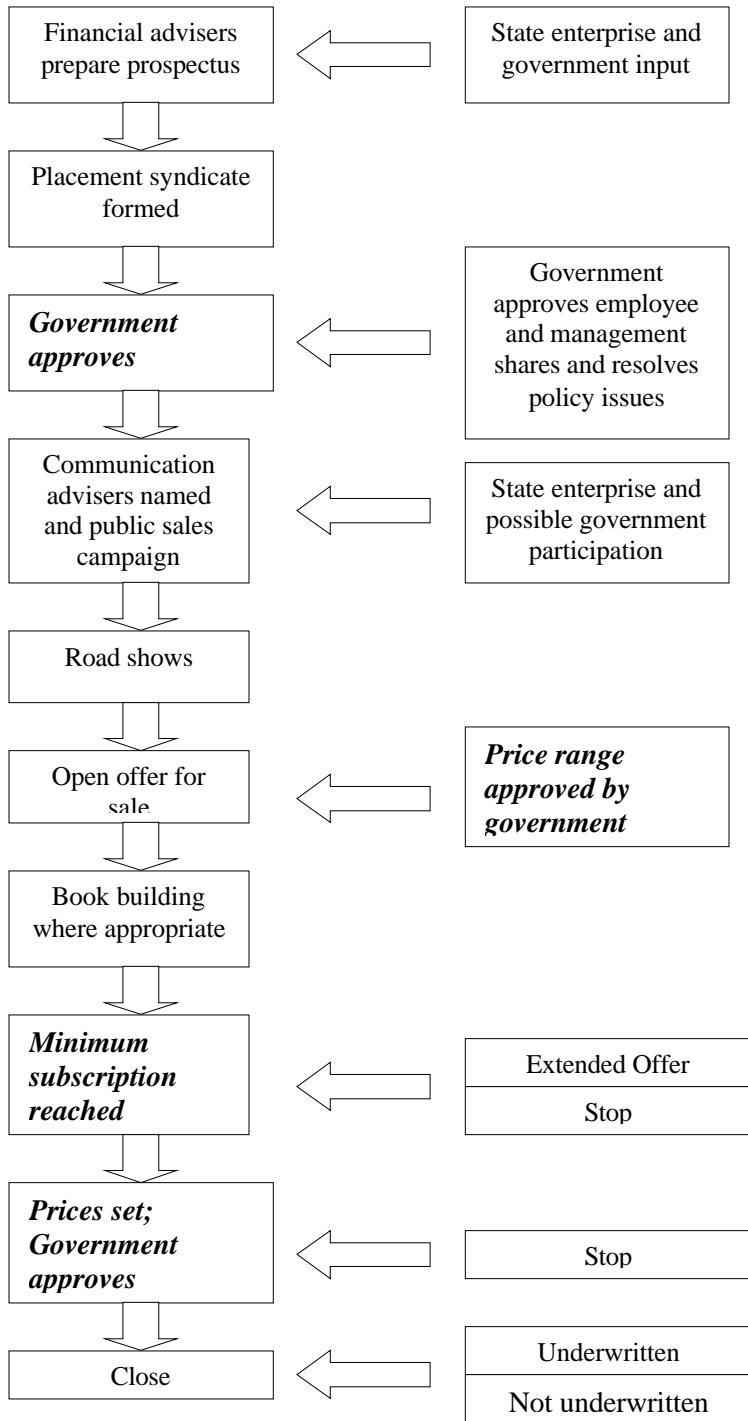 Financial advisers
prepare prospectus
State enterprise and
government input
Placement syndicate
formed
Government
approves
Government
approves employee
and management
shares and resolves
policy issues
Communication
advisers named
and public sales
campaign
State enterprise and
possible government
participation
Road shows
Open offer for
sale
Price range
approved by
government
Book building
where appropriate
Minimum
subscription
reached
Extended Offer
Stop
Prices set;
Government
approves
Stop
Close
Underwritten
Not underwritten